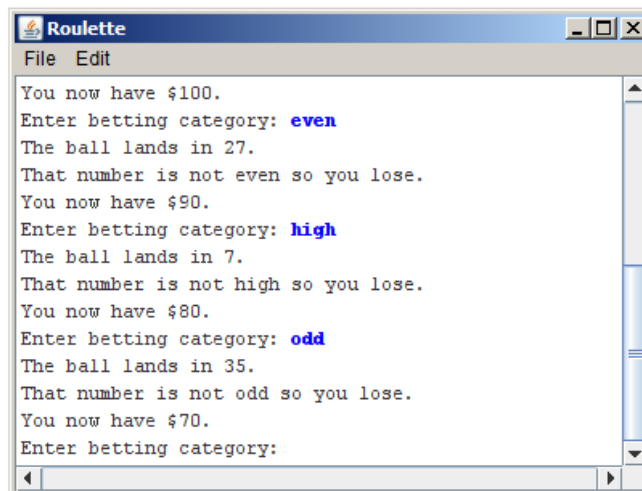 Roulette
File Edit
You now have $100.
Enter betting category: even
The ball lands in 27.
That number is not even so you lose.
You now have $90.
Enter betting category: high
The ball lands in 7.
That number is not high so you lose.
You now have $80.
Enter betting category: odd
The ball lands in 35.
That number is not odd so you lose.
You now have $70.
Enter betting category: